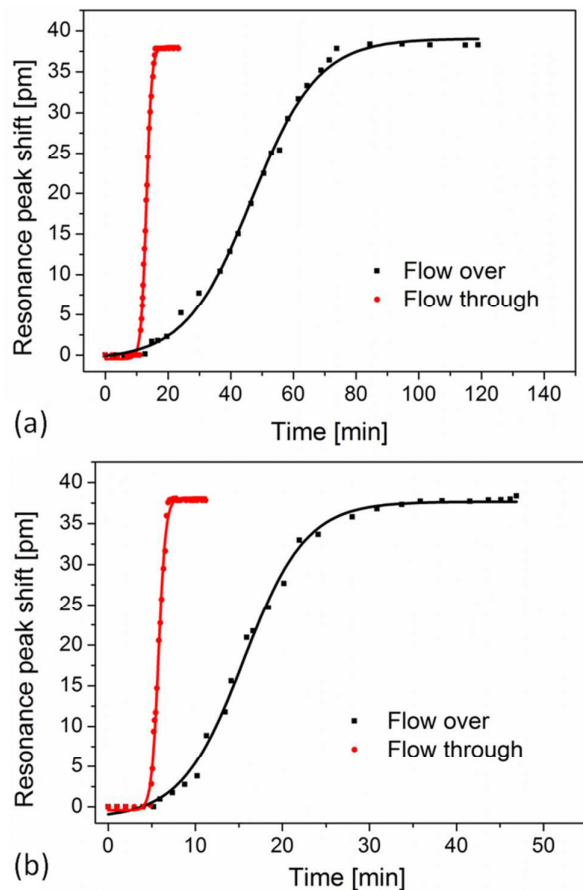 40
35
30
25
20
15
10
5
0
Resonance peak shift [pm]
Flow over
Flow through
0 20 40 60 80 100 120 140
Time [min]
(a)
40
35
30
25
20
15
10
5
0
Resonance peak shift [pm]
Flow over
Flow through
0 10 20 30 40 50
Time [min]
(b)